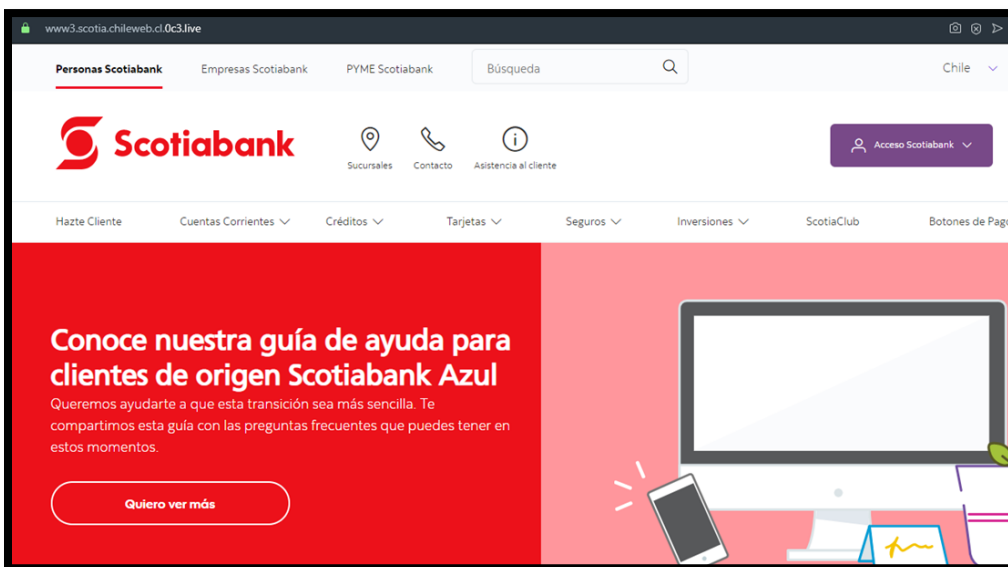 www3.scotia.chileweb.cl.0c3.live
Personas Scotiabank Empresas Scotiabank PYME Scotiabank Búsqueda Chile
Scotiabank
Sucursales Contacto Asistencia al cliente
Acceso Scotiabank
Hazte Cliente Cuentas Corrientes Créditos Tarjetas Seguros Inversiones ScotiaClub Botones de Pago
Conoce nuestra guía de ayuda para
clientes de origen Scotiabank Azul
Queremos ayudarte a que esta transición sea más sencilla. Te
compartimos esta guía con las preguntas frecuentes que puedes tener en
estos momentos.
Quiero ver más